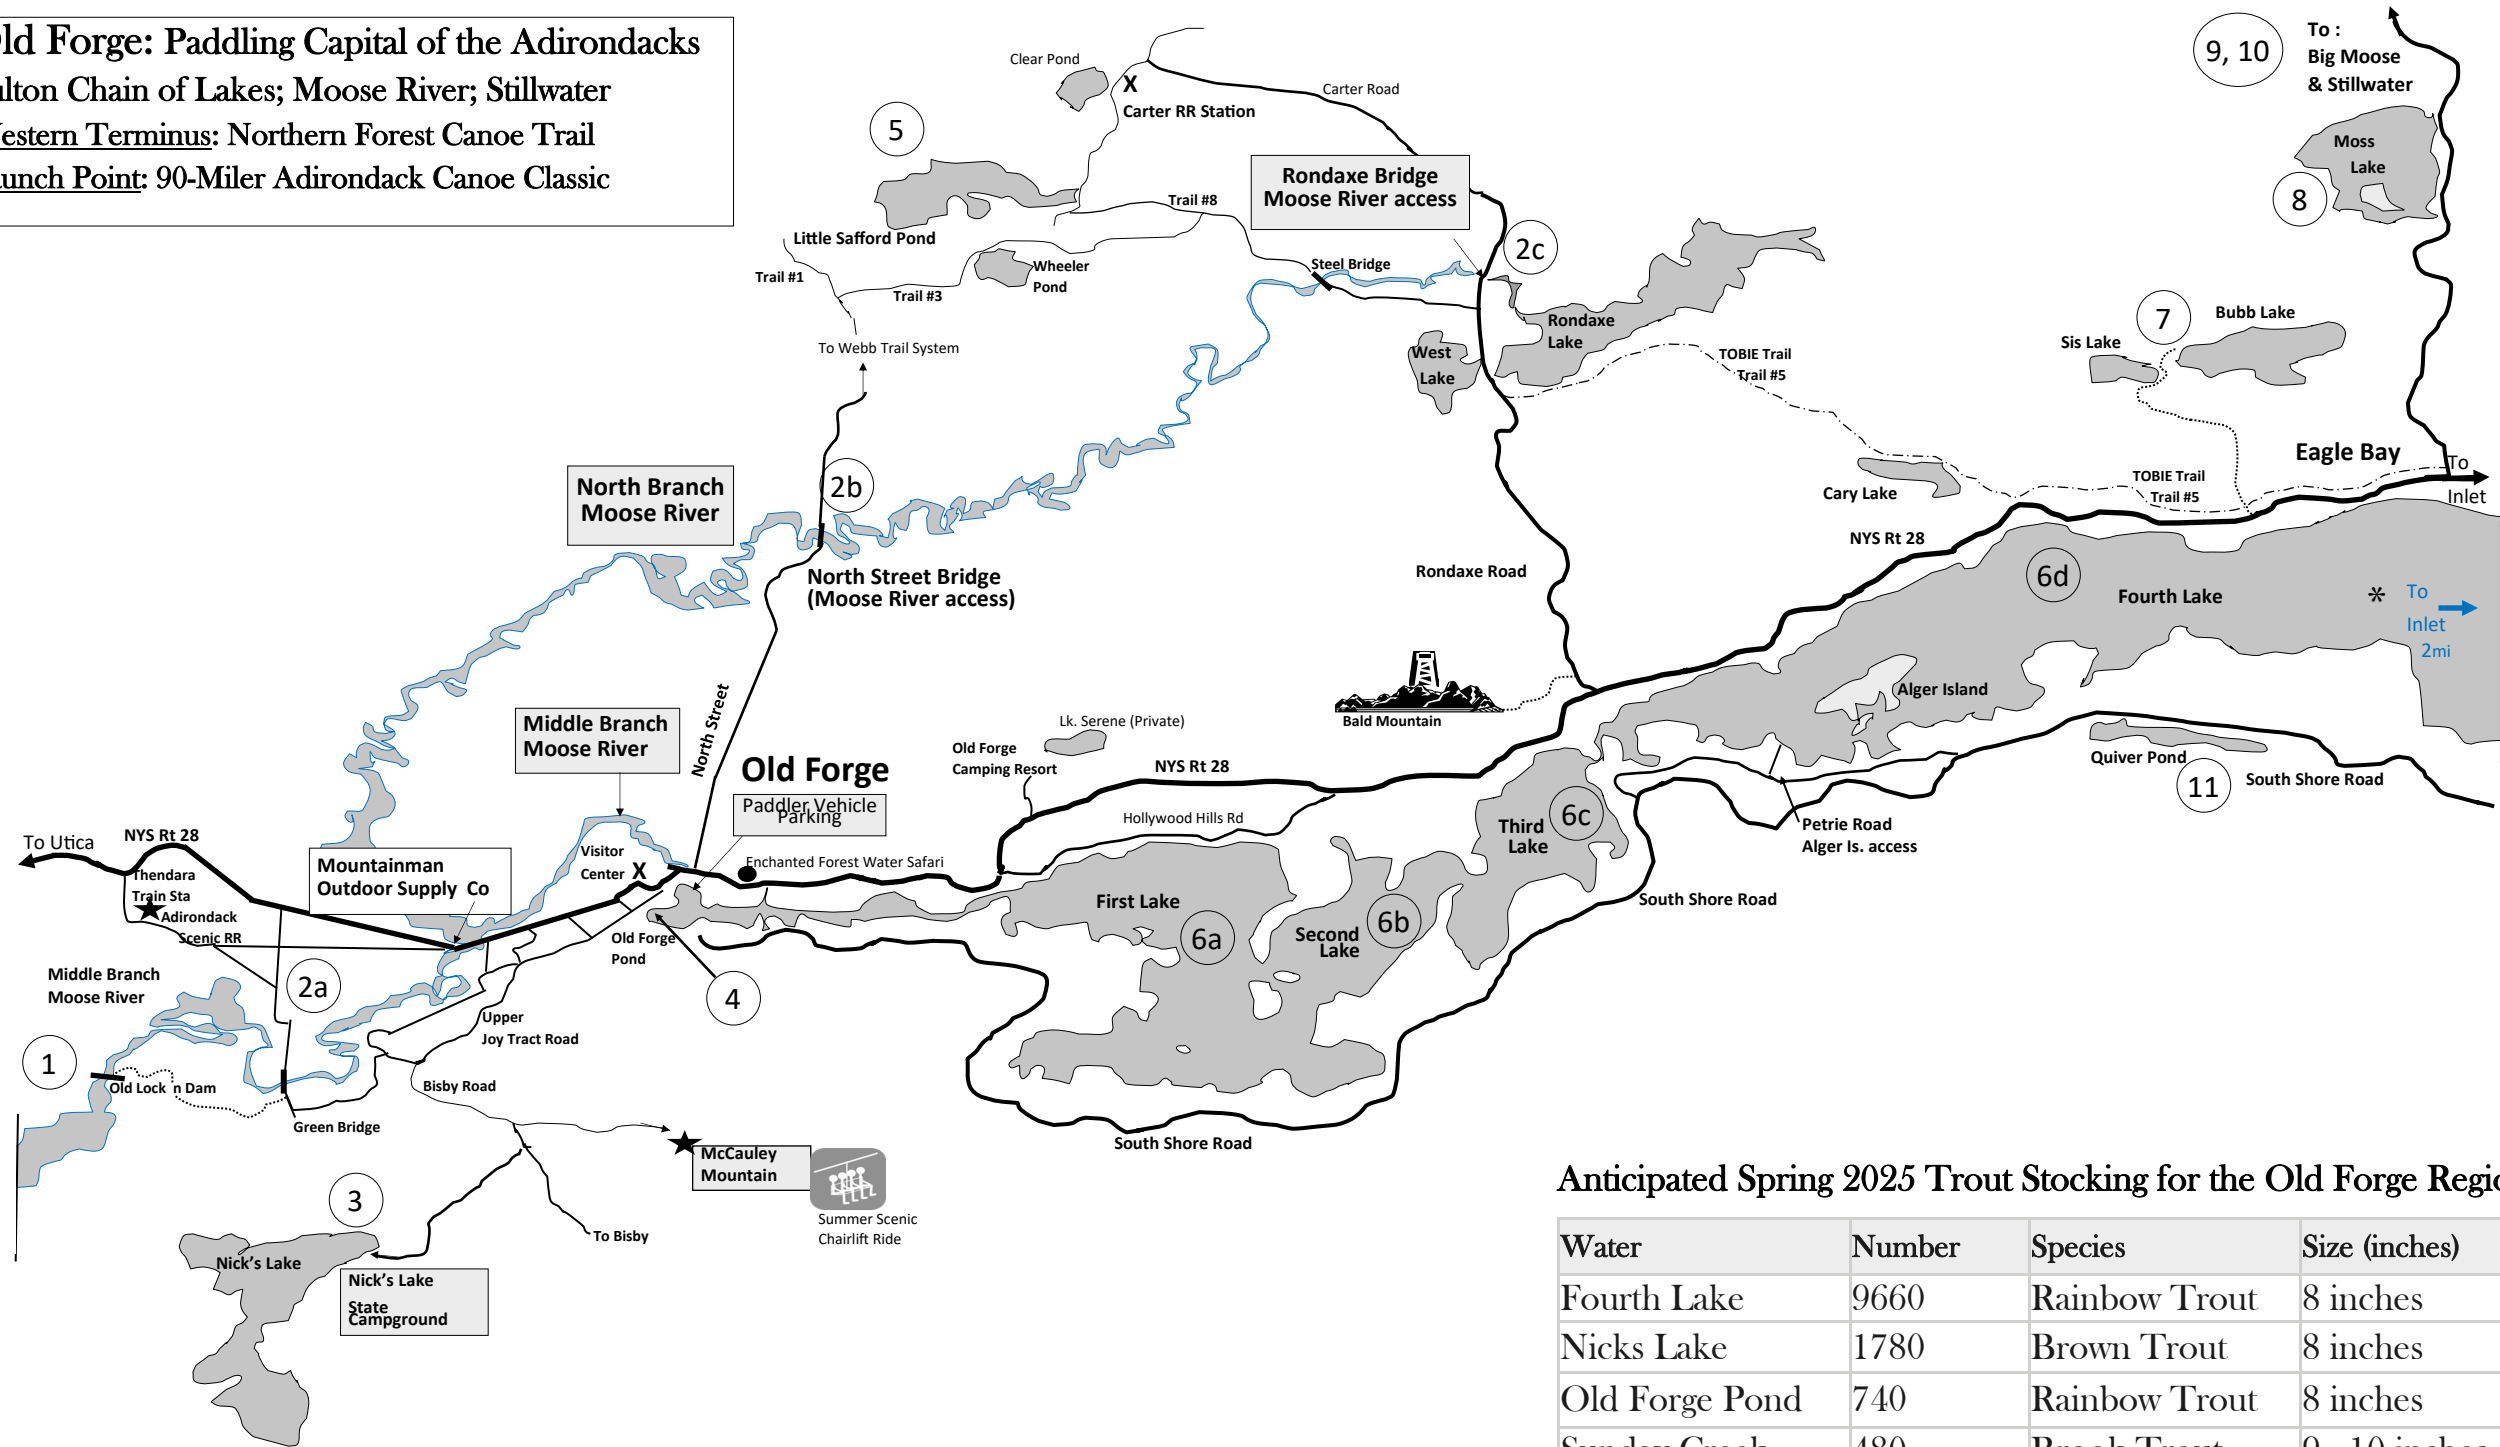 ld Forge: Paddling Capital of the Adirondacks
lton Chain of Lakes; Moose River; Stillwater
estern Terminus: Northern Forest Canoe Trail
unch Point: 90-Miler Adirondack Canoe Classic
9, 10
To :
Big Moose
& Stillwater
Clear Pond
X
Carter RR Station
Carter Road
5
Moss
Lake
8
Rondaxe Bridge
Moose River access
Trail #8
Little Safford Pond
2c
Steel Bridge
Trail #1
Wheeler
Pond
Trail #3
Rondaxe
Lake
7
Bubb Lake
Sis Lake
To Webb Trail System
West
Lake
TOBIE Trail
Trail #5
Eagle Bay
To
Inlet
North Branch
Moose River
2b
Cary Lake
TOBIE Trail
Trail #5
NYS Rt 28
North Street Bridge
(Moose River access)
Rondaxe Road
6d
Fourth Lake
*
To
Inlet
2mi
North Street
Middle Branch
Moose River
Lk. Serene (Private)
Bald Mountain
Alger Island
Old Forge
Old Forge
Camping Resort
NYS Rt 28
Quiver Pond
11
South Shore Road
Paddler Vehicle
Parking
Hollywood Hills Rd
Third
Lake
6c
Petrie Road
Alger Is. access
To Utica
NYS Rt 28
Mountainman
Outdoor Supply Co
Visitor
Center X
Enchanted Forest Water Safari
Thendara
Train Sta
Adirondack
Scenic RR
First Lake
6a
Second
Lake
6b
South Shore Road
Old Forge
Pond
Middle Branch
Moose River
2a
4
Upper
Joy Tract Road
1
Old Lock n Dam
Bisby Road
Green Bridge
South Shore Road
McCauley
Mountain
3
Summer Scenic
Chairlift Ride
To Bisby
Nick's Lake
Nick's Lake
State
Campground
Anticipated Spring 2025 Trout Stocking for the Old Forge Regio
Water Number Species Size (inches)
Fourth Lake 9660 Rainbow Trout 8 inches
Nicks Lake 1780 Brown Trout 8 inches
Old Forge Pond 740 Rainbow Trout 8 inches
Sunday Creek 480 Brook Trout 9 - 10 inches